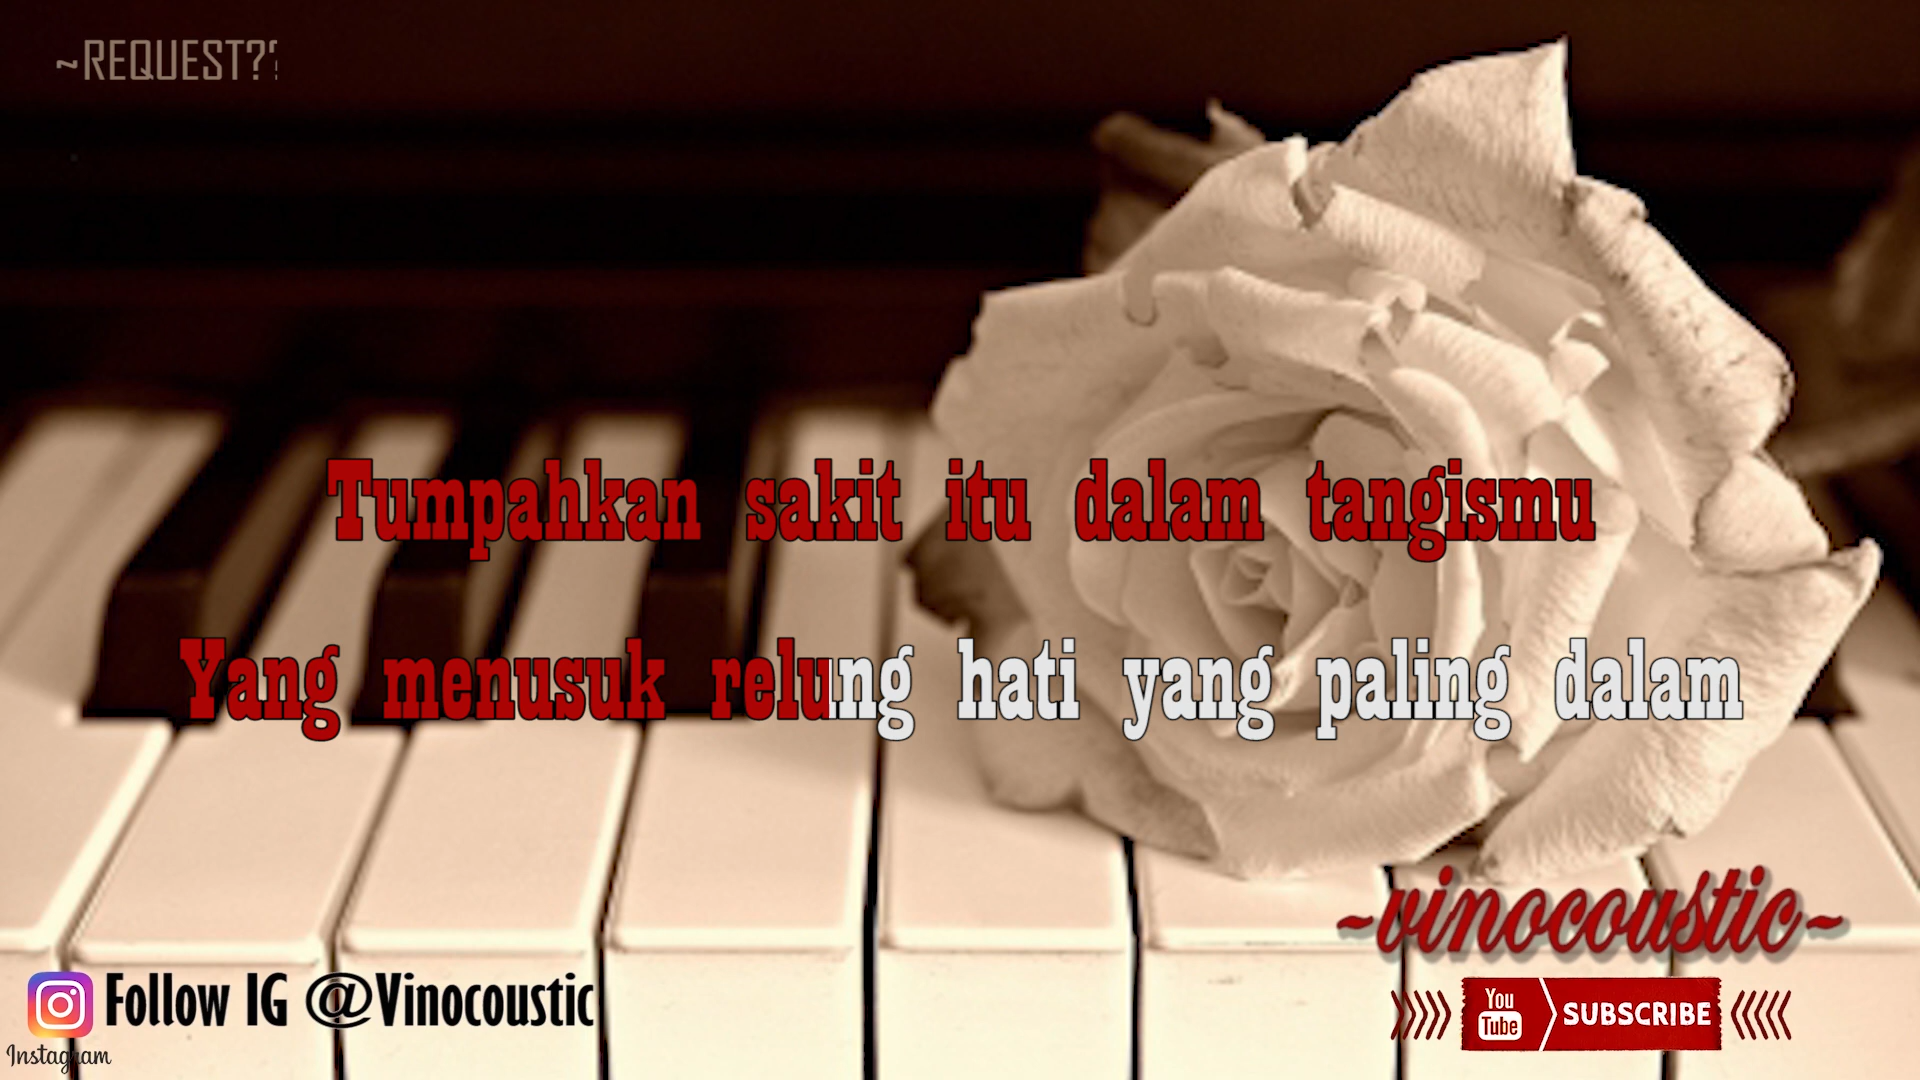 ~REQUEST??
Tumpahkan sakit itu dalam tangismu
Yang menusuk relung hati yang paling dalam
~vinocoustic~
Follow IG @Vinocoustic
Instagram
You
Tube
SUBSCRIBE